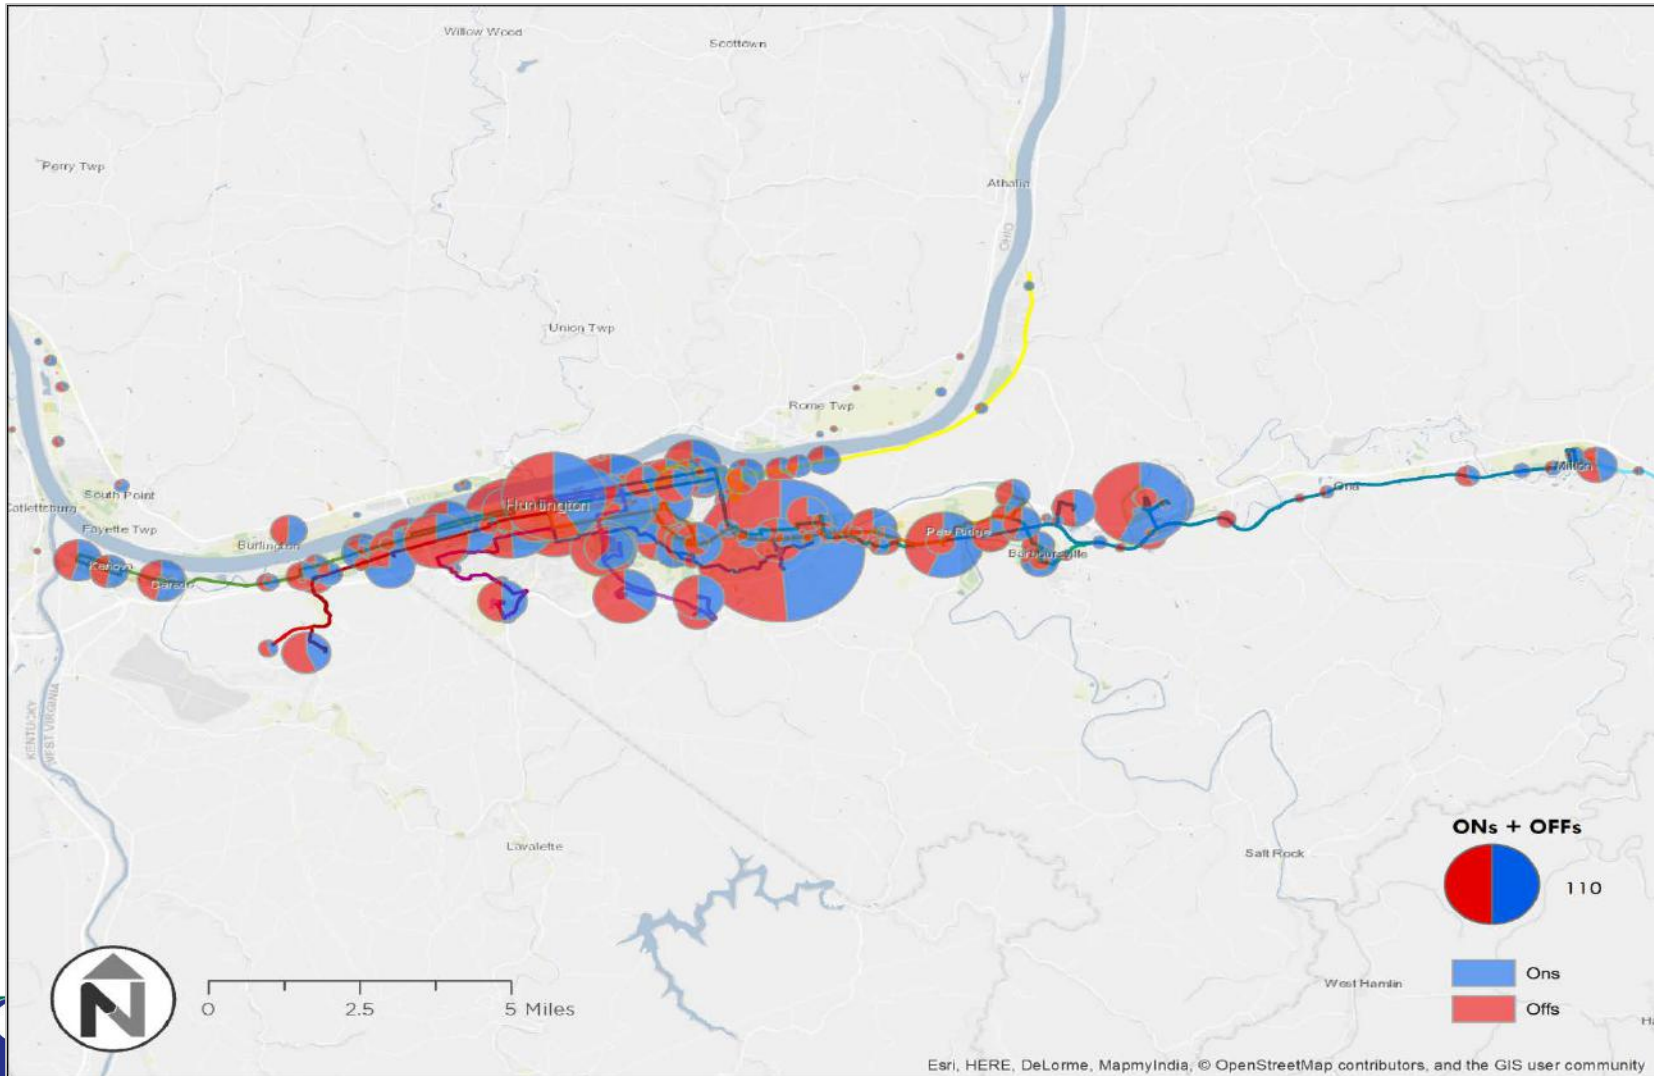 Willow Wood
Scottown
Perry Twp
Athalia
OHIO
Union Twp
Rome Twp
South Point
Catlettsburg
Fayette Twp
Huntington
Milton
Ona
Burlington
Pea Ridge
Barboursville
Kenova
Ceredo
KENTUCKY
WEST VIRGINIA
Lavalette
Salt Rock
West Hamlin
ONs + OFFs
110
Ons
Offs
N
0 2.5 5 Miles
Esri, HERE, DeLorme, MapmyIndia, © OpenStreetMap contributors, and the GIS user community